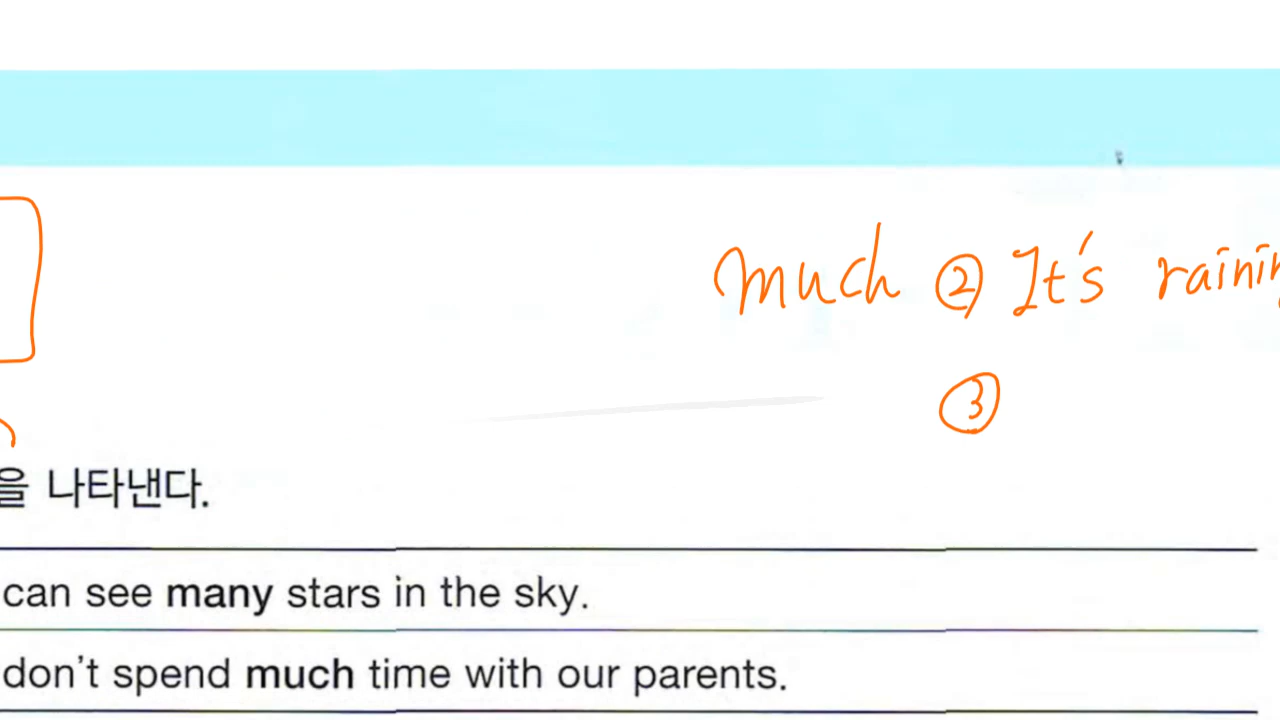 much ② It's
③
을 나타낸다.
can see many stars in the sky.
don't spend much time with our parents.